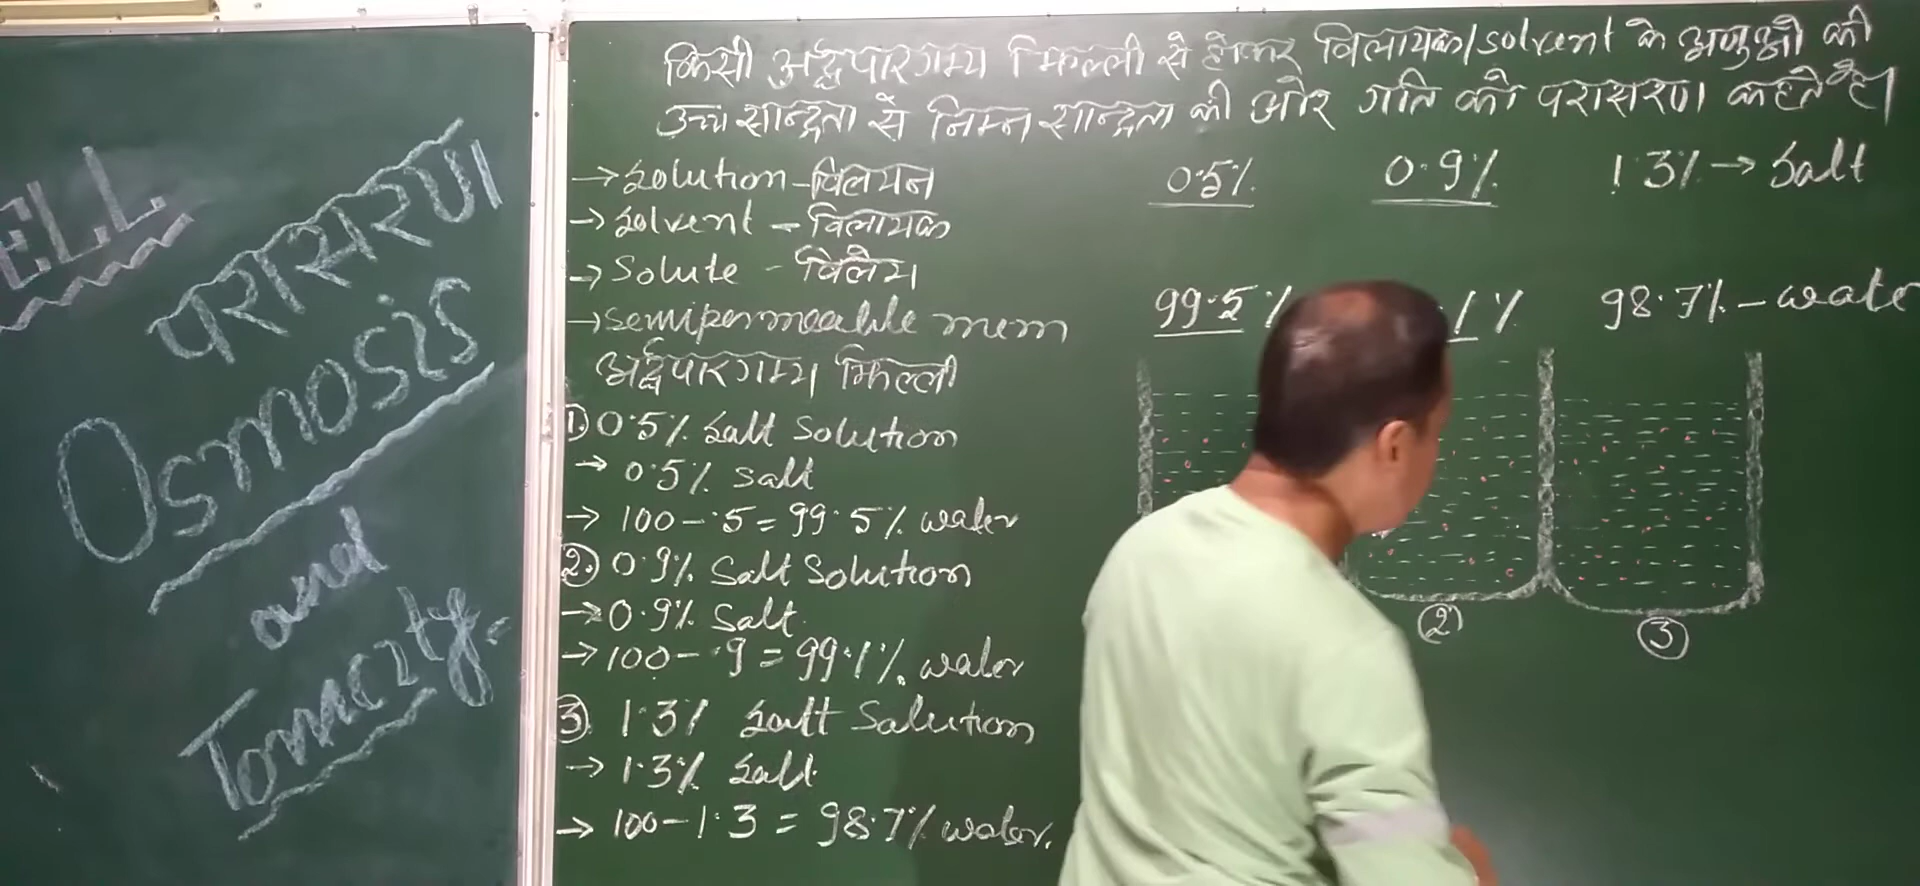 ELL
परासरण
Osmosis
and
Tonicity.
किसी अर्द्धपारगम्य झिल्ली से होकर विलायक/solvent के अणुओ की
उच्च सान्द्रता से निम्न सान्द्रता की ओर गति को परासरण कहते है।
→ solution - विलयन
→ solvent - विलायक
→ Solute - विलेय
→ semipermeable mem
अर्द्धपारगम्य झिल्ली
① 0.5% salt solution
→ 0.5% salt
→ 100 - .5 = 99.5% water
② 0.9% Salt Solution
→ 0.9% Salt.
→ 100 - .9 = 99.1%. water
③ 1.3% salt Salution
→ 1.3% salt.
→ 100 - 1.3 = 98.7% water.
0.5% 0.9% 1.3% → salt
99.5% .1% 98.7% - wate
② ③